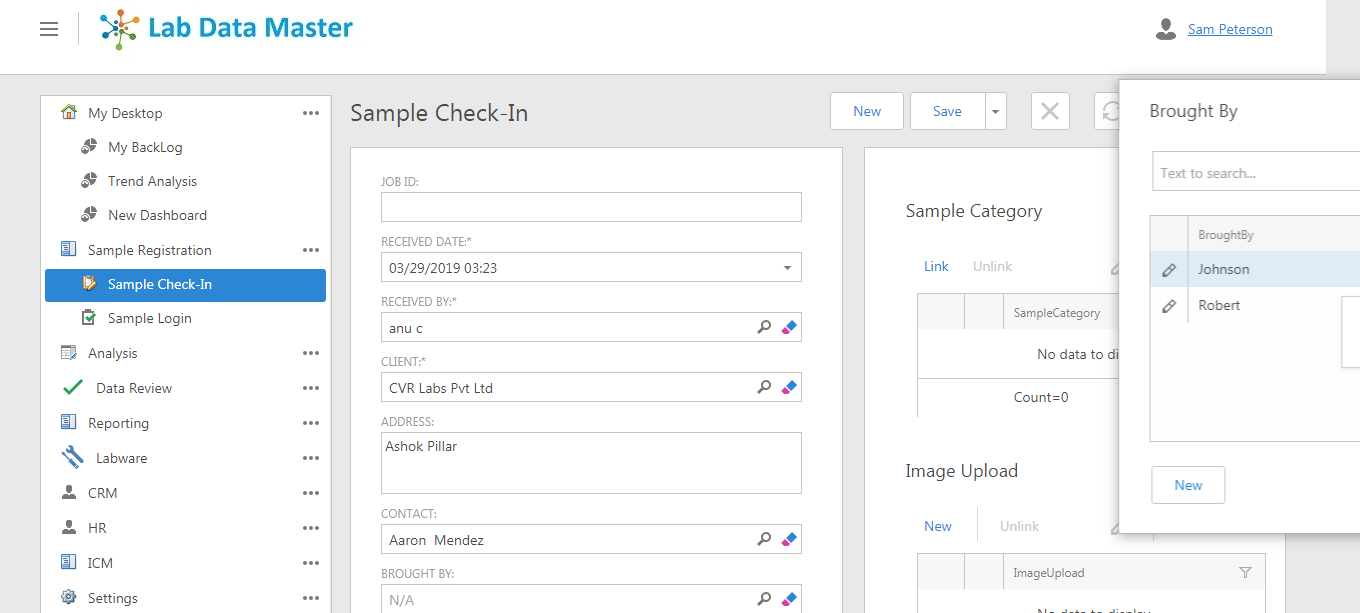 Lab Data Master
Sam Peterson
My Desktop
My BackLog
Trend Analysis
New Dashboard
Sample Registration
Sample Check-In
Sample Login
Analysis
Data Review
Reporting
Labware
CRM
HR
ICM
Settings
Sample Check-In
New
Save
JOB ID:
RECEIVED DATE:*
03/29/2019 03:23
RECEIVED BY:*
anu c
CLIENT:*
CVR Labs Pvt Ltd
ADDRESS:
Ashok Pillar
CONTACT:
Aaron  Mendez
BROUGHT BY:
N/A
Sample Category
Link Unlink
SampleCategory
No data to di
Count=0
Image Upload
New Unlink
ImageUpload
No data to display
Brought By
Text to search...
BroughtBy
Johnson
Robert
New